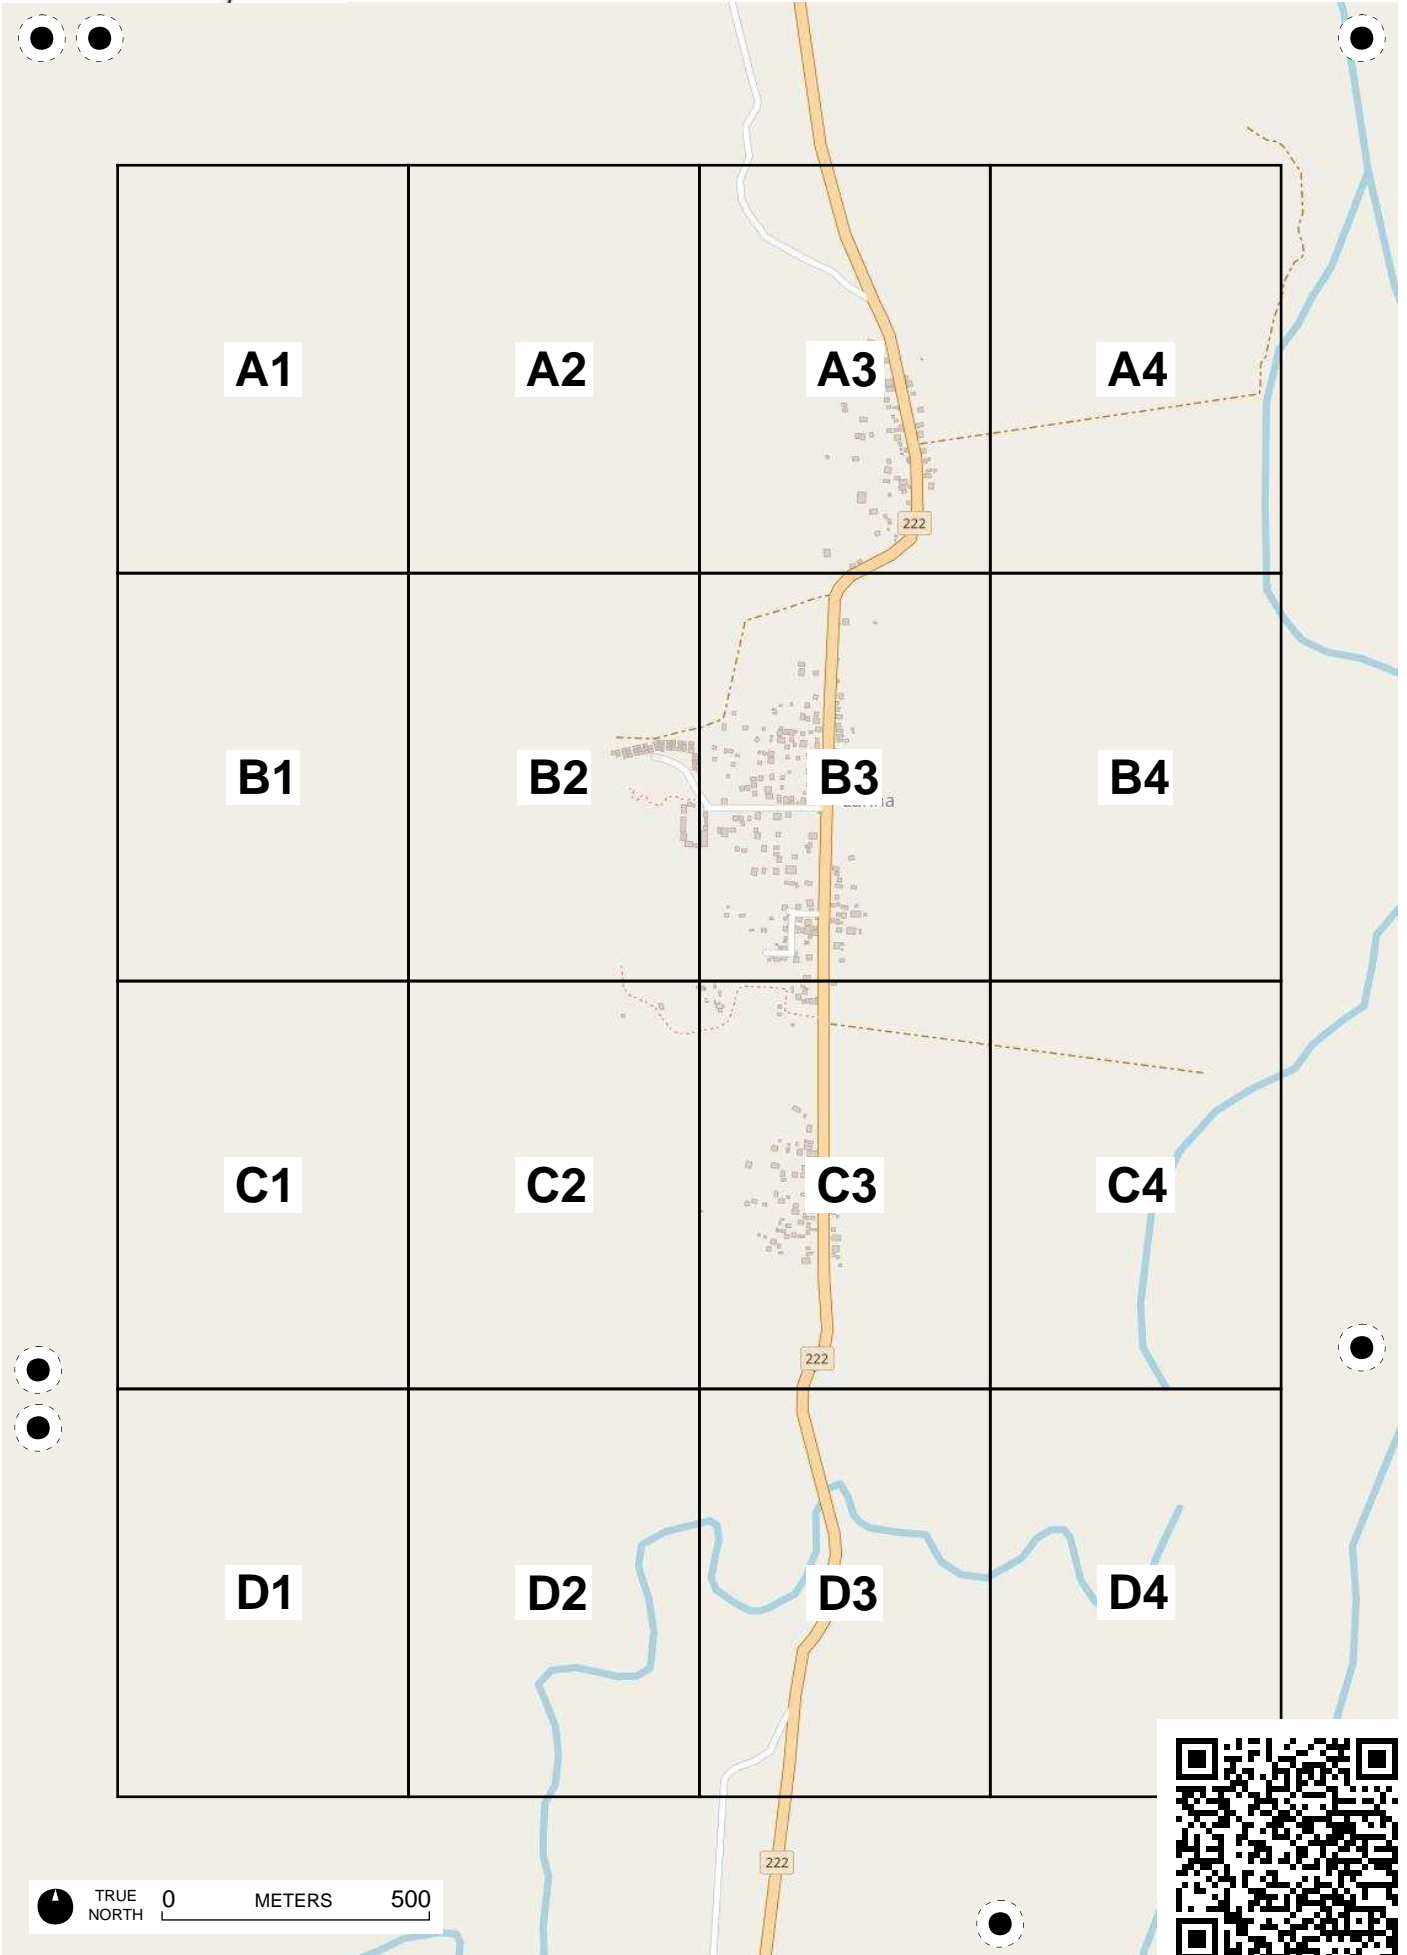 A1 A2 A3 A4
222
B1 B2 B3 B4
C1 C2 C3 C4
222
D1 D2 D3 D4
222
TRUE NORTH
0 METERS 500